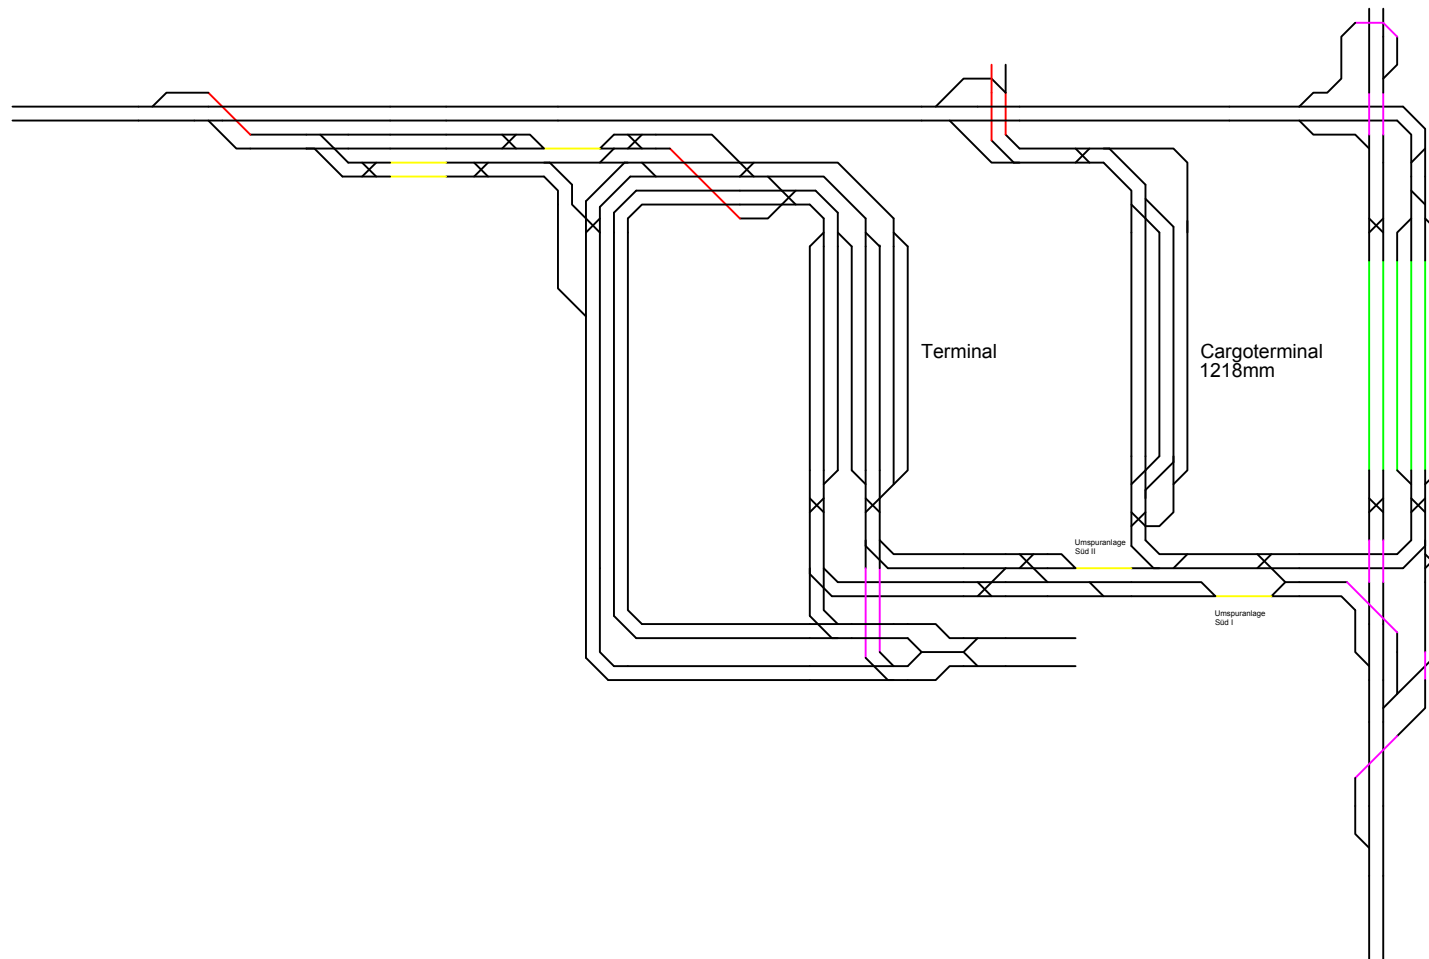 Terminal
Cargoterminal
1218mm
Umspuranlage
Süd II
Umspuranlage
Süd I